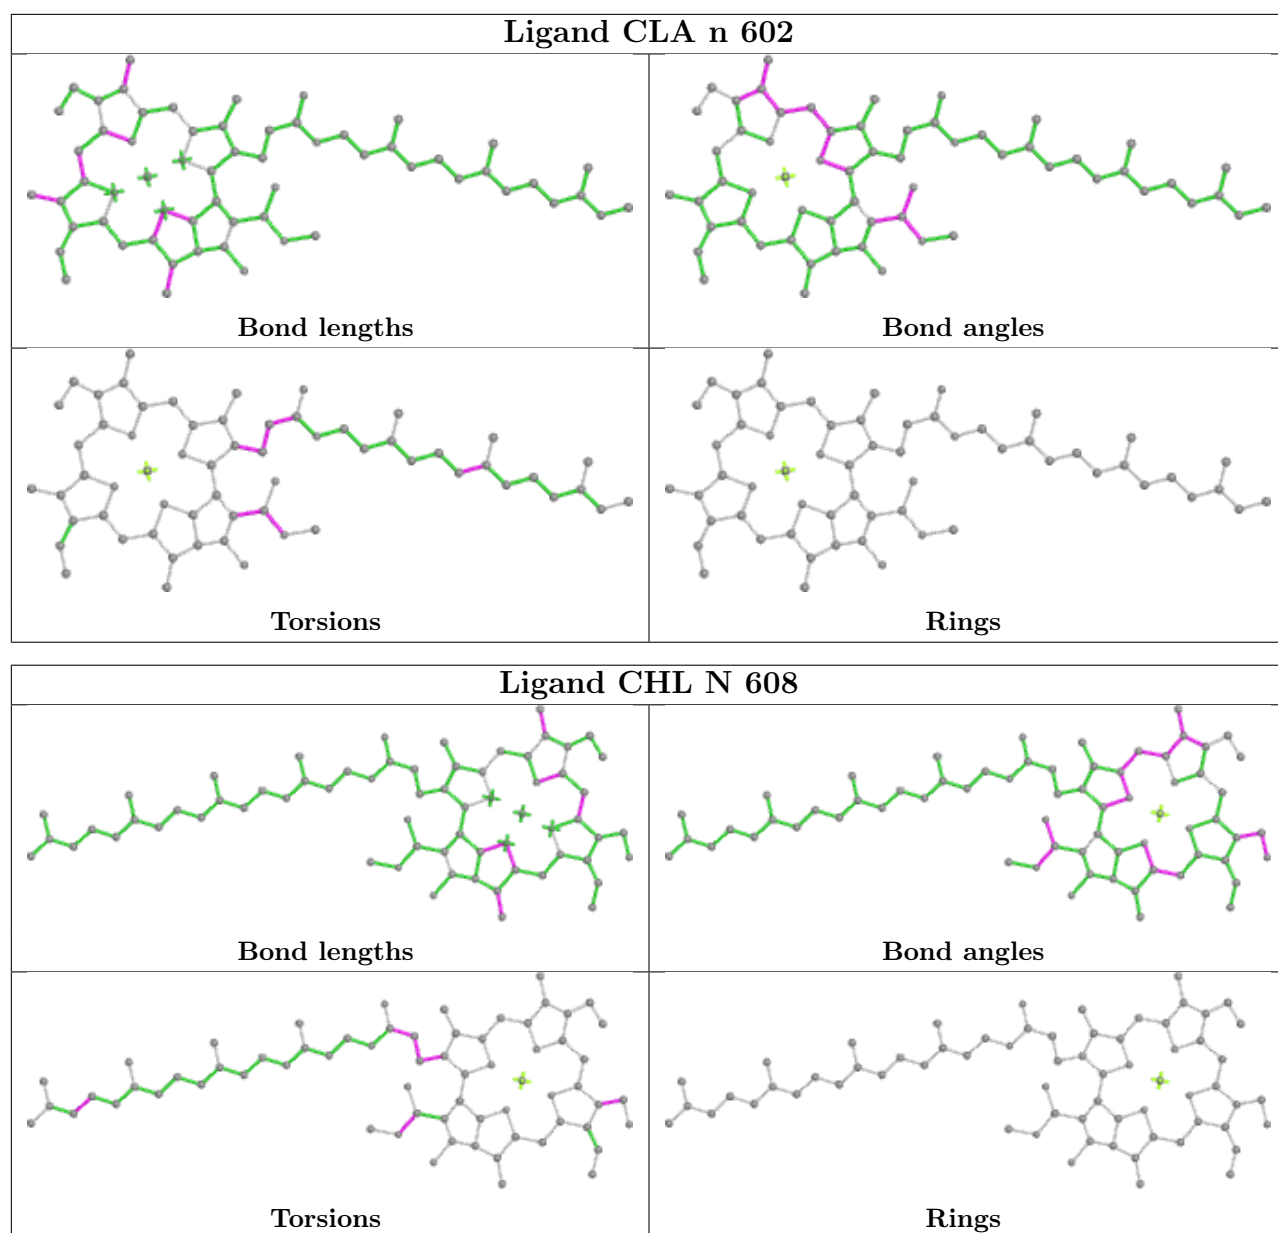 Ligand CLA n 602
Bond lengths
Bond angles
Torsions
Rings
Ligand CHL N 608
Bond lengths
Bond angles
Torsions
Rings